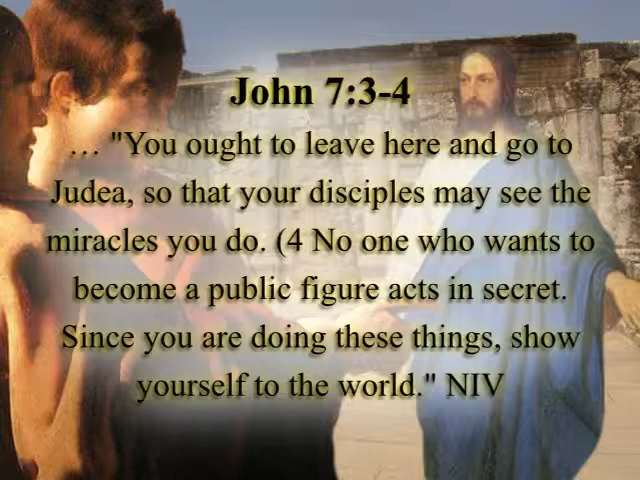 John 7:3-4
… "You ought to leave here and go to
Judea, so that your disciples may see the
miracles you do. (4 No one who wants to
become a public figure acts in secret.
Since you are doing these things, show
yourself to the world." NIV